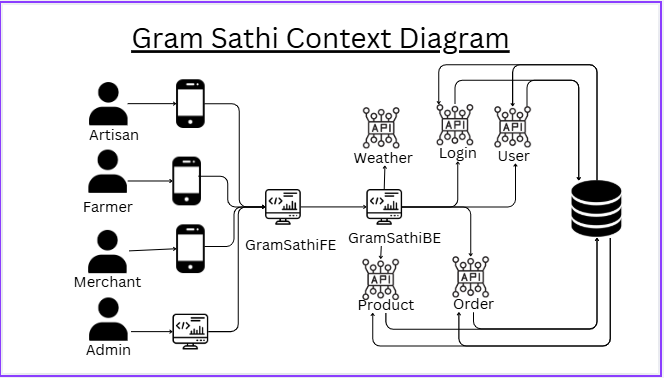 Gram Sathi Context Diagram
Artisan
Farmer
Merchant
Admin
</>
</>
GramSathiFE
</>
GramSathiBE
API
Weather
API
Login
API
User
API
Product
API
Order